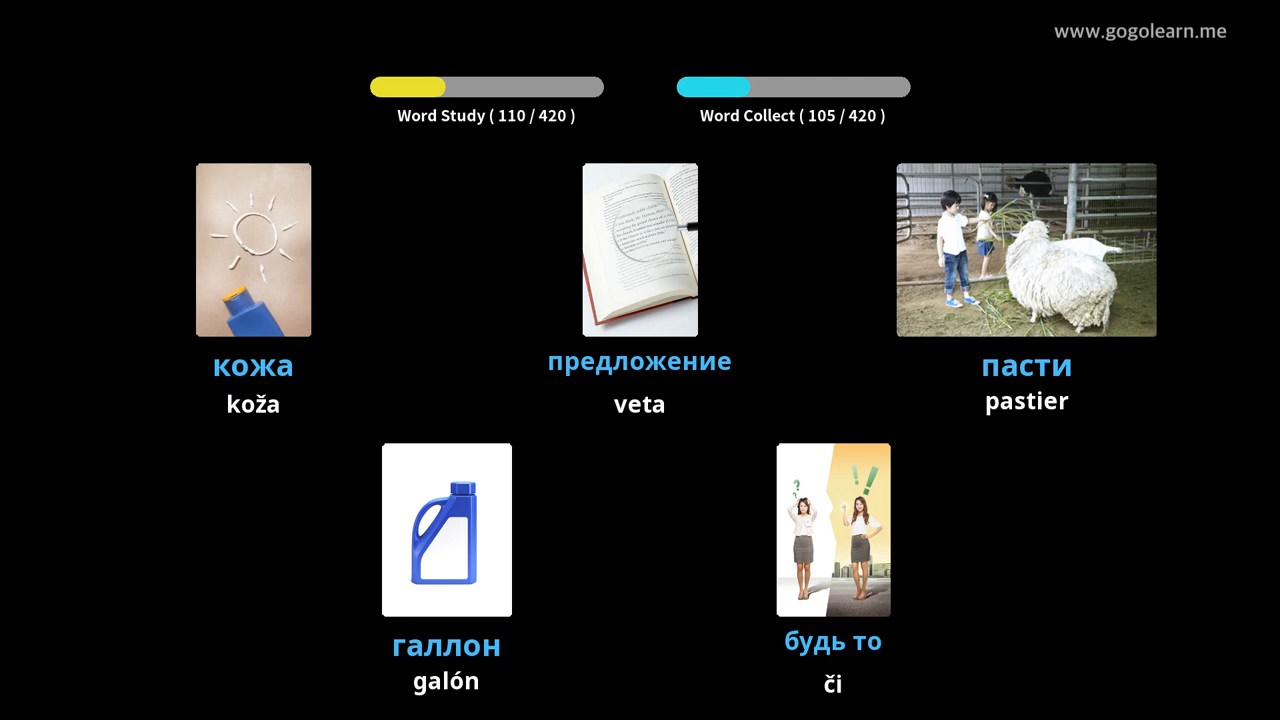 www.gogolearn.me
Word Study ( 110 / 420 )
Word Collect ( 105 / 420 )
кожа
koža
предложение
veta
пасти
pastier
галлон
galón
будь то
či